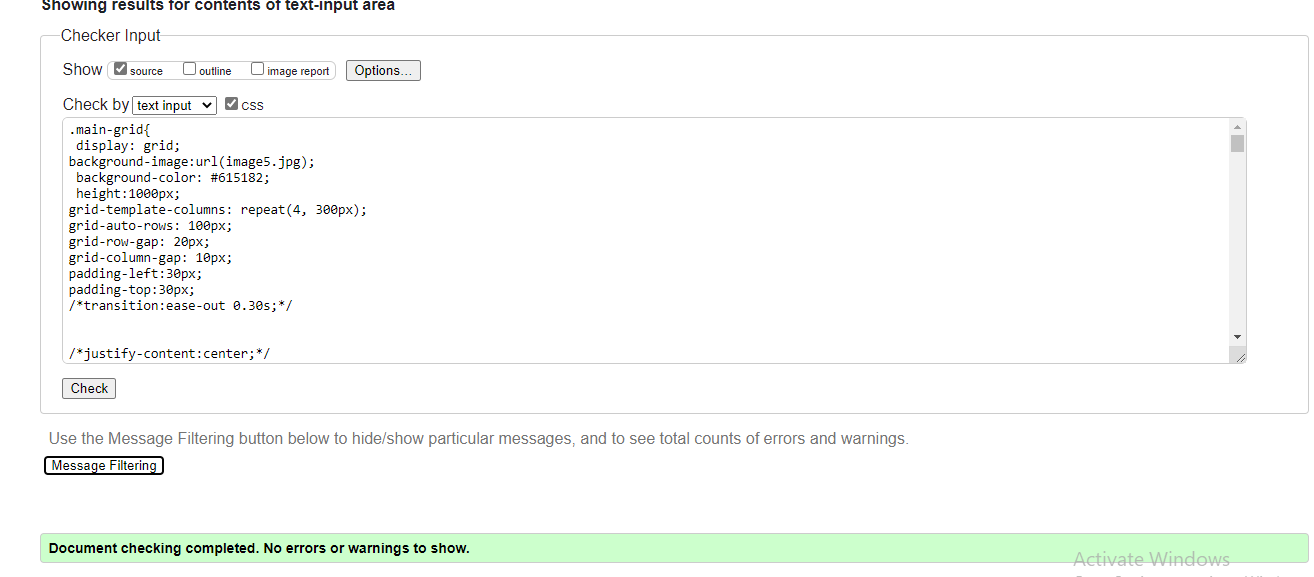 Showing results for contents of text-input area
Checker Input
Show source outline image report Options...
Check by text input css
.main-grid{
display: grid;
background-image:url(image5.jpg);
background-color: #615182;
height:1000px;
grid-template-columns: repeat(4, 300px);
grid-auto-rows: 100px;
grid-row-gap: 20px;
grid-column-gap: 10px;
padding-left:30px;
padding-top:30px;
/*transition:ease-out 0.30s;*/
/*justify-content:center;*/
Check
Use the Message Filtering button below to hide/show particular messages, and to see total counts of errors and warnings.
Message Filtering
Document checking completed. No errors or warnings to show.
Activate Windows